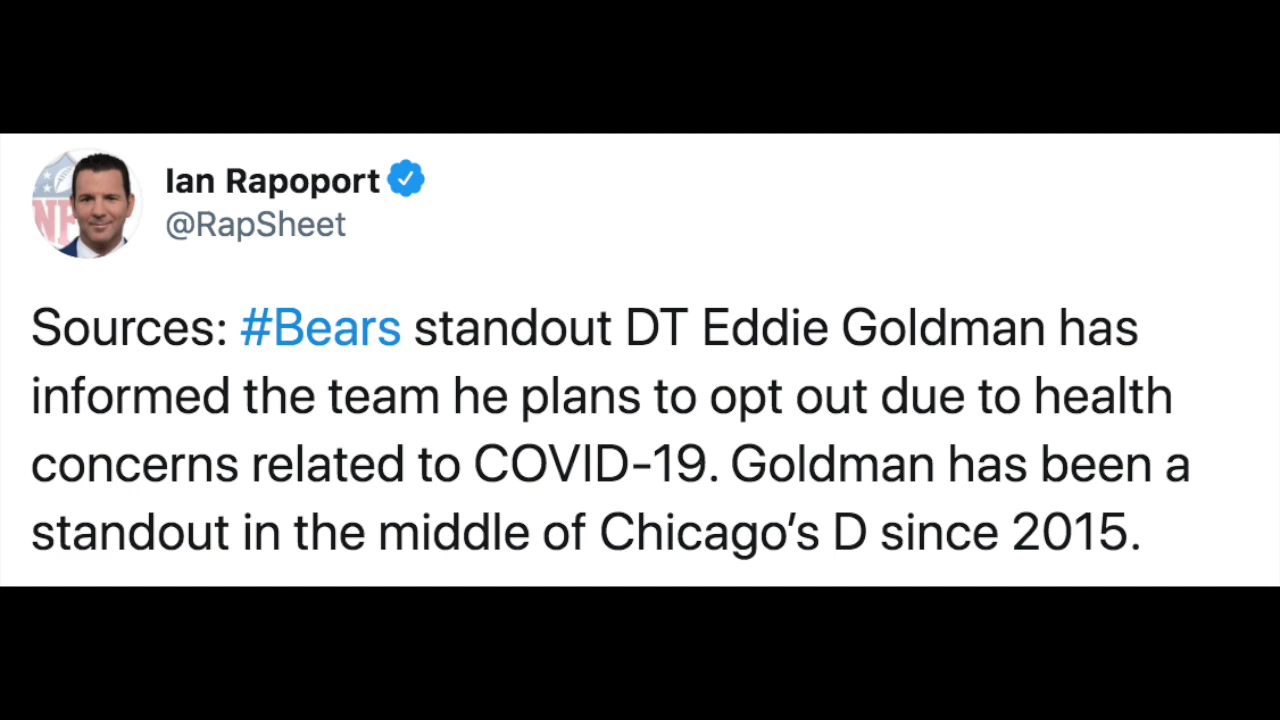 Ian Rapoport
@RapSheet
Sources: #Bears standout DT Eddie Goldman has
informed the team he plans to opt out due to health
concerns related to COVID-19. Goldman has been a
standout in the middle of Chicago’s D since 2015.